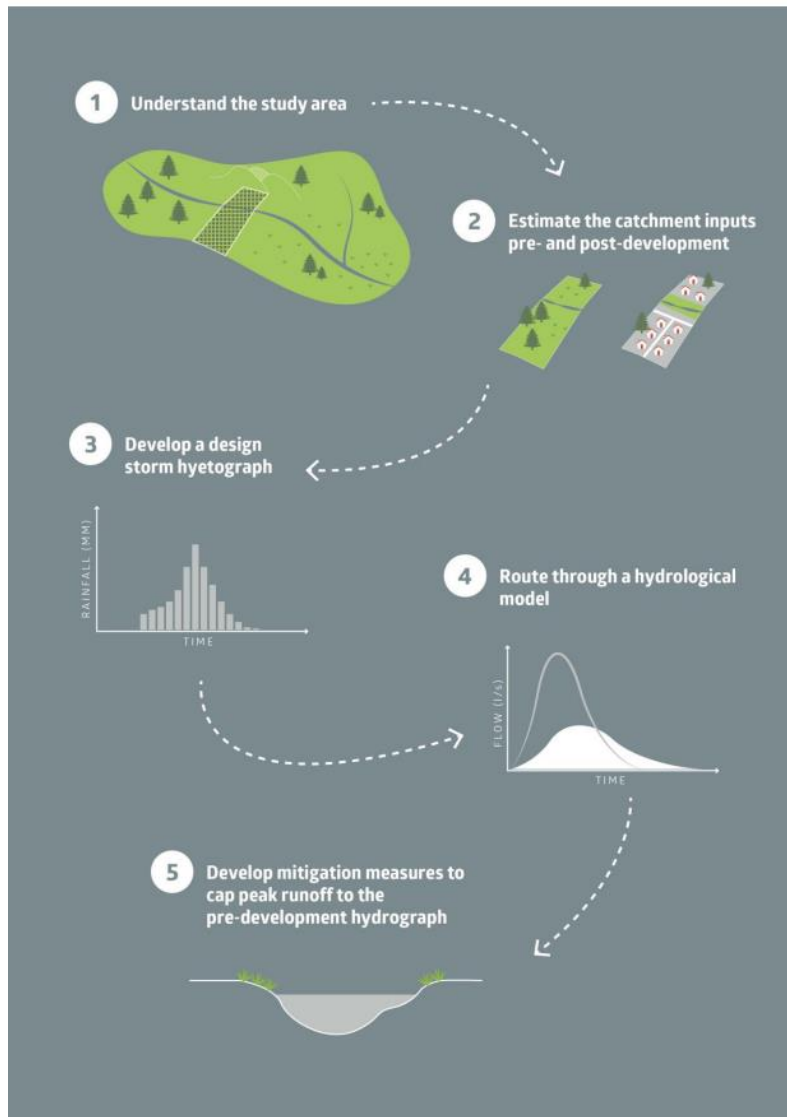 1
Understand the study area
2
Estimate the catchment inputs
pre- and post-development
3
Develop a design
storm hyetograph
RAINFALL (MM)
TIME
4
Route through a hydrological
model
FLOW (l/s)
TIME
5
Develop mitigation measures to
cap peak runoff to the
pre-development hydrograph